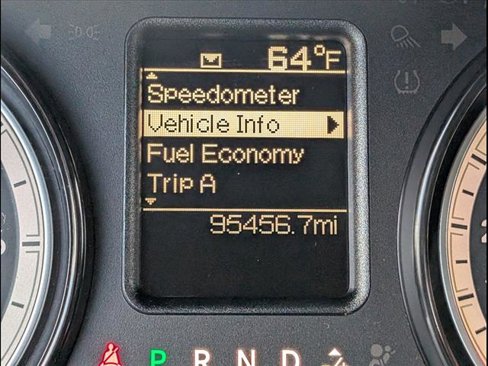 64°F
Speedometer
Vehicle Info
Fuel Economy
Trip A
95456.7mi
P R N D